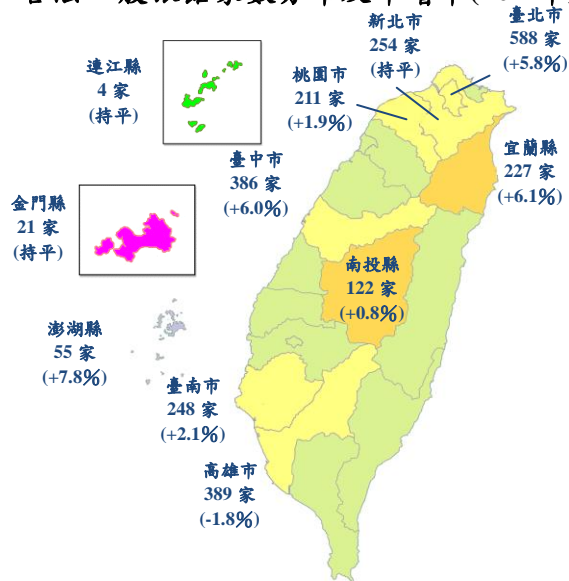 新北市
254 家
(持平)
臺北市
588 家
(+5.8%)
連江縣
4 家
(持平)
桃園市
211 家
(+1.9%)
臺中市
386 家
(+6.0%)
宜蘭縣
227 家
(+6.1%)
金門縣
21 家
(持平)
南投縣
122 家
(+0.8%)
澎湖縣
55 家
(+7.8%)
臺南市
248 家
(+2.1%)
高雄市
389 家
(-1.8%)